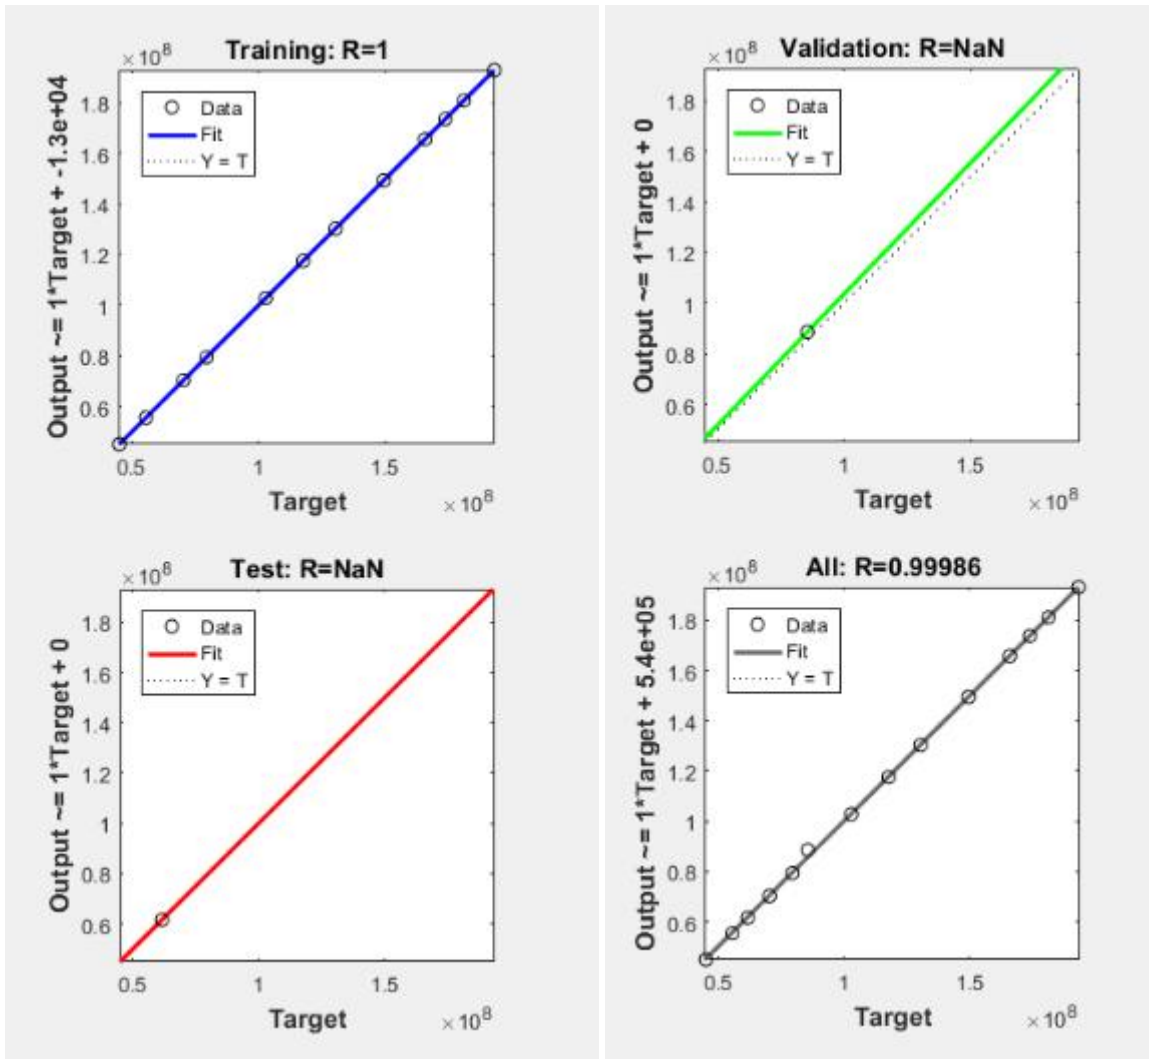 Training: R=1
×10⁸
Output ~= 1*Target + -1.3e+04
Data
Fit
Y = T
1.8
1.6
1.4
1.2
1
0.8
0.6
0.5
1
1.5
Target
×10⁸
Validation: R=NaN
×10⁸
Output ~= 1*Target + 0
Data
Fit
Y = T
1.8
1.6
1.4
1.2
1
0.8
0.6
0.5
1
1.5
Target
×10⁸
Test: R=NaN
×10⁸
Output ~= 1*Target + 0
Data
Fit
Y = T
1.8
1.6
1.4
1.2
1
0.8
0.6
0.5
1
1.5
Target
×10⁸
All: R=0.99986
×10⁸
Output ~= 1*Target + 5.4e+05
Data
Fit
Y = T
1.8
1.6
1.4
1.2
1
0.8
0.6
0.5
1
1.5
Target
×10⁸